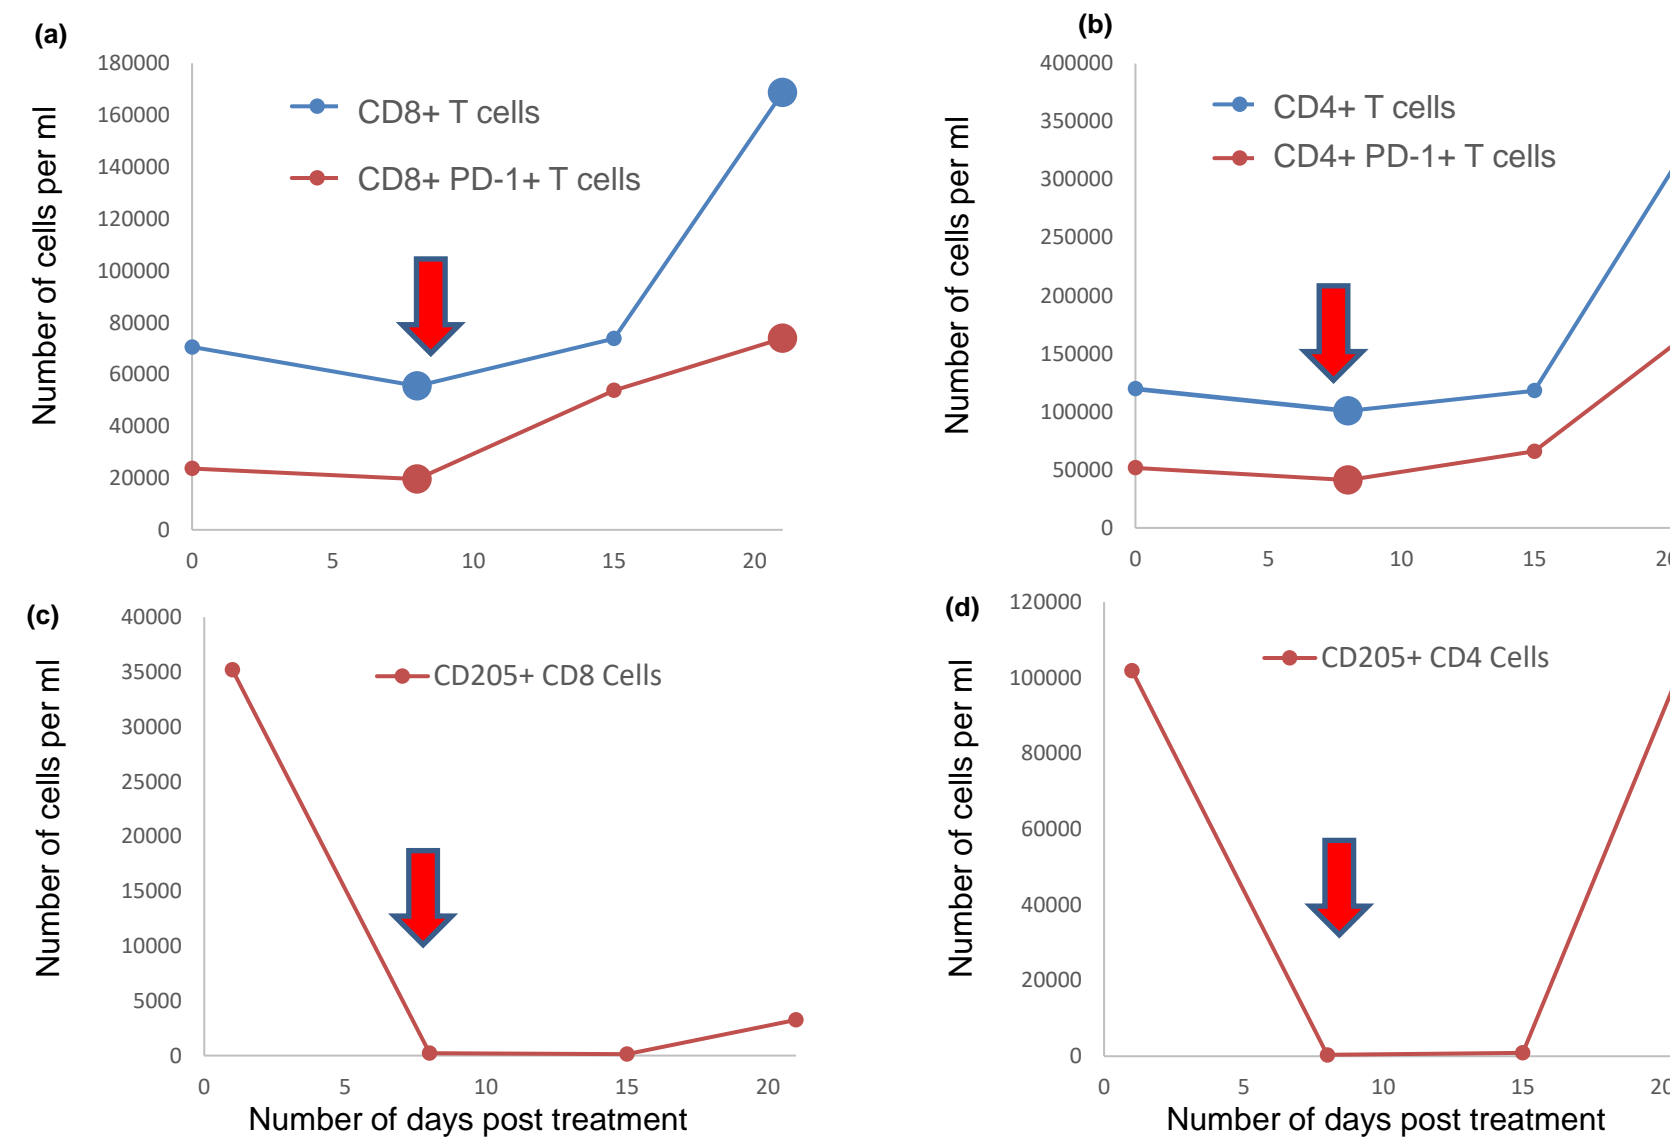 (a)
180000
160000
140000
120000
100000
80000
60000
40000
20000
0
0 5 10 15 20
Number of cells per ml
CD8+ T cells
CD8+ PD-1+ T cells
(b)
400000
350000
300000
250000
200000
150000
100000
50000
0
0 5 10 15
Number of cells per ml
CD4+ T cells
CD4+ PD-1+ T cells
(c)
40000
35000
30000
25000
20000
15000
10000
5000
0
0 5 10 15 20
Number of cells per ml
CD205+ CD8 Cells
Number of days post treatment
(d)
120000
100000
80000
60000
40000
20000
0
0 5 10 15
Number of cells per ml
CD205+ CD4 Cells
Number of days post treatment